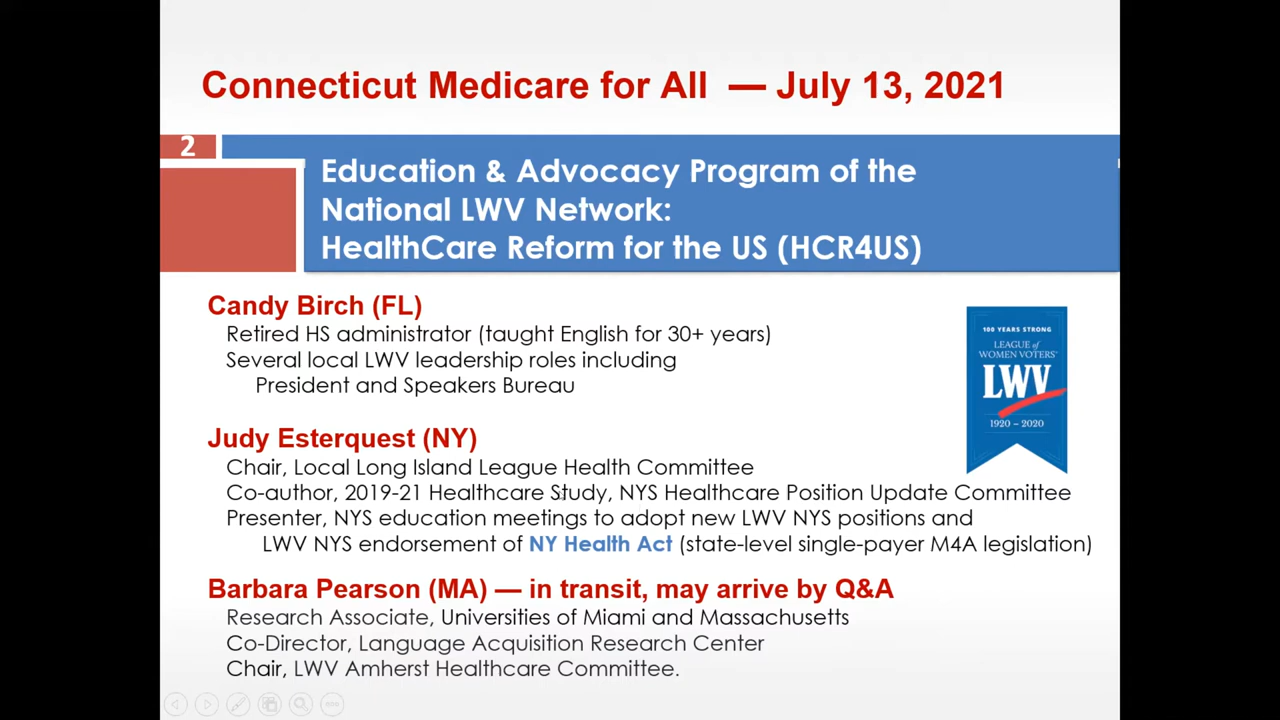 Connecticut Medicare for All — July 13, 2021
2
Education & Advocacy Program of the
National LWV Network:
HealthCare Reform for the US (HCR4US)
Candy Birch (FL)
Retired HS administrator (taught English for 30+ years)
Several local LWV leadership roles including
President and Speakers Bureau
100 YEARS STRONG
LEAGUE of
WOMEN VOTERS®
LWV
1920 – 2020
Judy Esterquest (NY)
Chair, Local Long Island League Health Committee
Co-author, 2019-21 Healthcare Study, NYS Healthcare Position Update Committee
Presenter, NYS education meetings to adopt new LWV NYS positions and
LWV NYS endorsement of NY Health Act (state-level single-payer M4A legislation)
Barbara Pearson (MA) — in transit, may arrive by Q&A
Research Associate, Universities of Miami and Massachusetts
Co-Director, Language Acquisition Research Center
Chair, LWV Amherst Healthcare Committee.